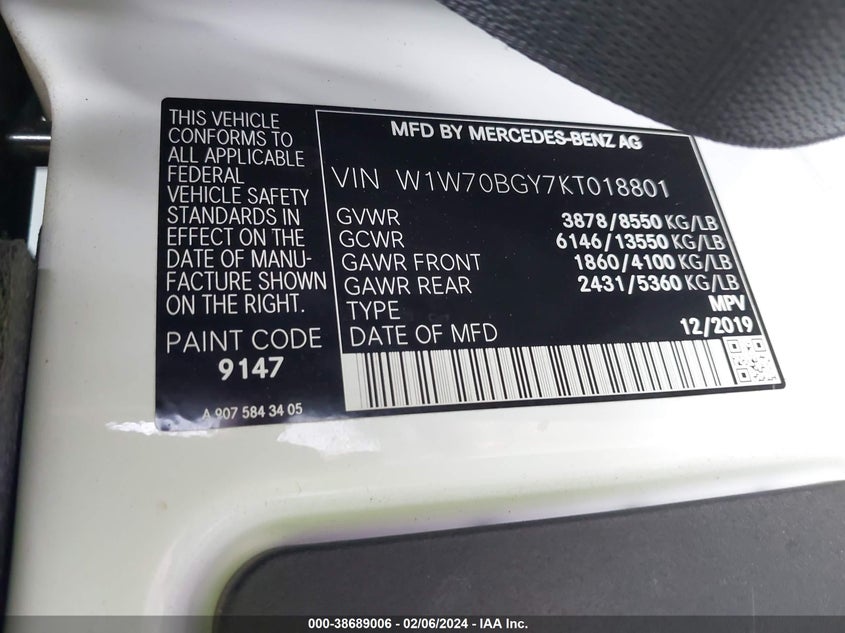 THIS VEHICLE
CONFORMS TO
ALL APPLICABLE
FEDERAL
VEHICLE SAFETY
STANDARDS IN
EFFECT ON THE
DATE OF MANU-
FACTURE SHOWN
ON THE RIGHT.
PAINT CODE
9147
A 907 584 34 05
MFD BY MERCEDES-BENZ AG
VIN W1W70BGY7KT018801
GVWR 3878/8550 KG/LB
GCWR 6146/13550 KG/LB
GAWR FRONT 1860/4100 KG/LB
GAWR REAR 2431/5360 KG/LB
TYPE MPV
DATE OF MFD 12/2019
000-38689006 - 02/06/2024 - IAA Inc.